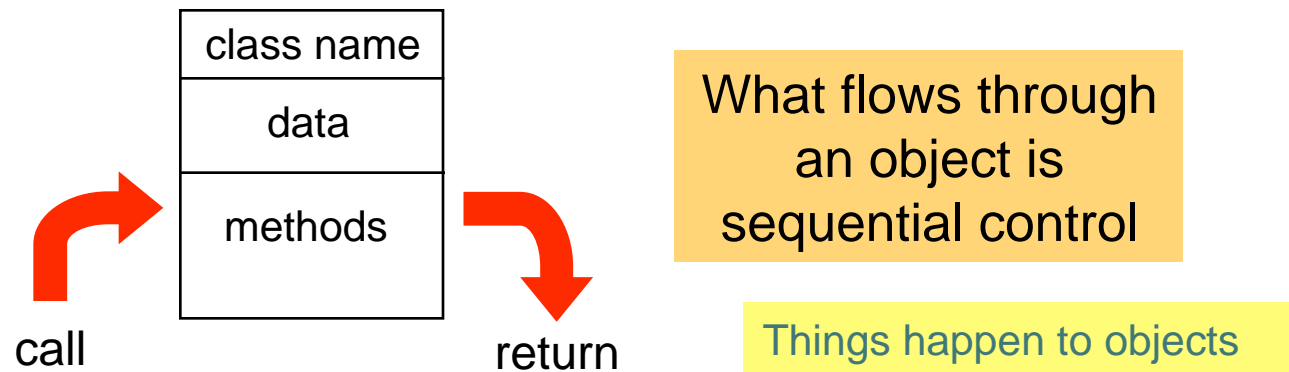 class name
data
methods
call
return
What flows through
an object is
sequential control
Things happen to objects